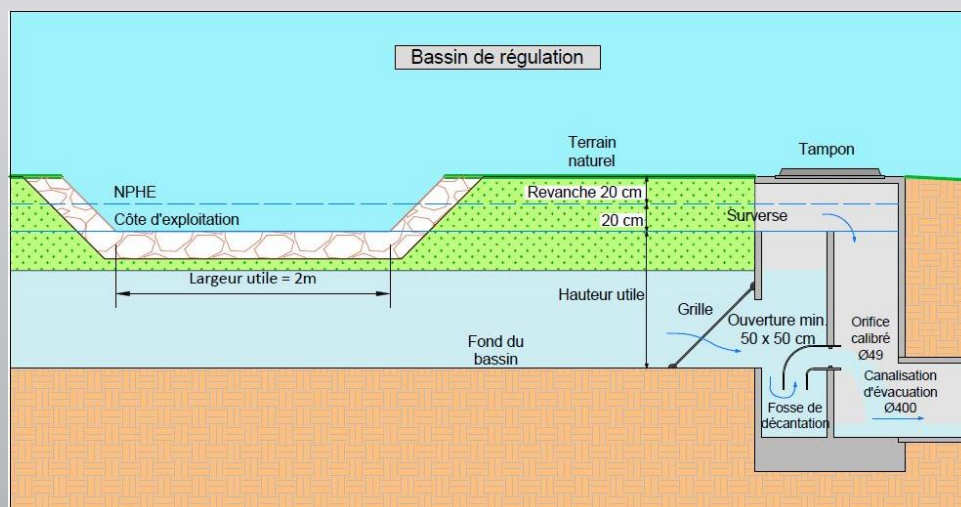 Bassin de régulation
Terrain
naturel
Tampon
NPHE
Revanche 20 cm
Côte d'exploitation
20 cm
Surverse
Largeur utile = 2m
Hauteur utile
Grille
Ouverture min.
50 x 50 cm
Orifice
calibré
Ø49
Fond du
bassin
Canalisation
d'évacuation
Ø400
Fosse de
décantation